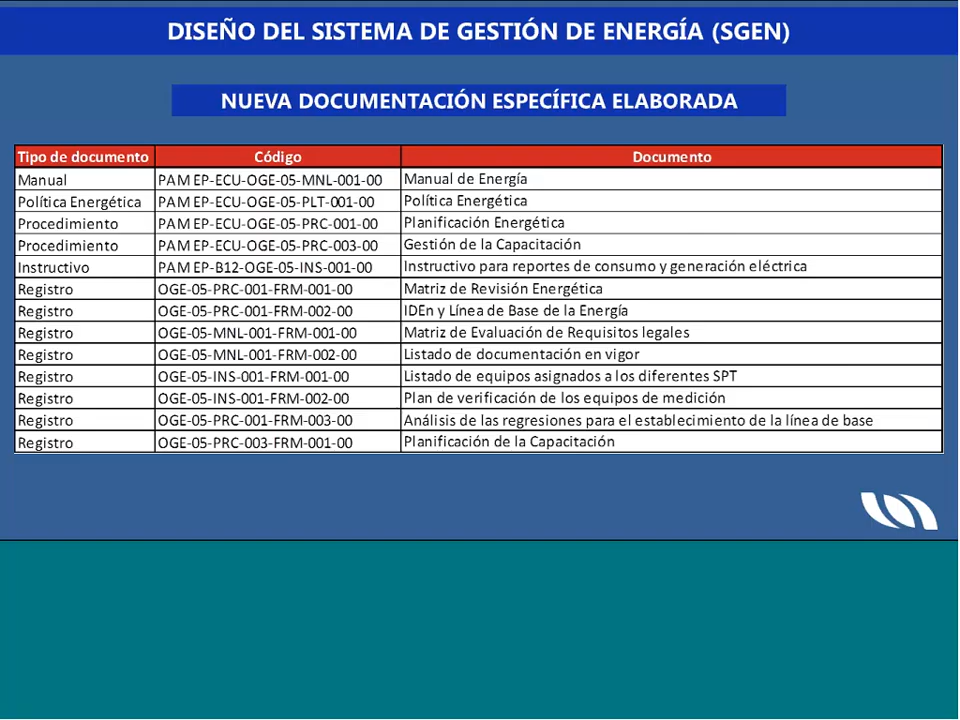 DISEÑO DEL SISTEMA DE GESTIÓN DE ENERGÍA (SGEN)
NUEVA DOCUMENTACIÓN ESPECÍFICA ELABORADA
Tipo de documento Código Documento
Manual PAM EP-ECU-OGE-05-MNL-001-00 Manual de Energía
Política Energética PAM EP-ECU-OGE-05-PLT-001-00 Política Energética
Procedimiento PAM EP-ECU-OGE-05-PRC-001-00 Planificación Energética
Procedimiento PAM EP-ECU-OGE-05-PRC-003-00 Gestión de la Capacitación
Instructivo PAM EP-B12-OGE-05-INS-001-00 Instructivo para reportes de consumo y generación eléctrica
Registro OGE-05-PRC-001-FRM-001-00 Matriz de Revisión Energética
Registro OGE-05-PRC-001-FRM-002-00 IDEn y Línea de Base de la Energía
Registro OGE-05-MNL-001-FRM-001-00 Matriz de Evaluación de Requisitos legales
Registro OGE-05-MNL-001-FRM-002-00 Listado de documentación en vigor
Registro OGE-05-INS-001-FRM-001-00 Listado de equipos asignados a los diferentes SPT
Registro OGE-05-INS-001-FRM-002-00 Plan de verificación de los equipos de medición
Registro OGE-05-PRC-001-FRM-003-00 Análisis de las regresiones para el establecimiento de la línea de base
Registro OGE-05-PRC-003-FRM-001-00 Planificación de la Capacitación